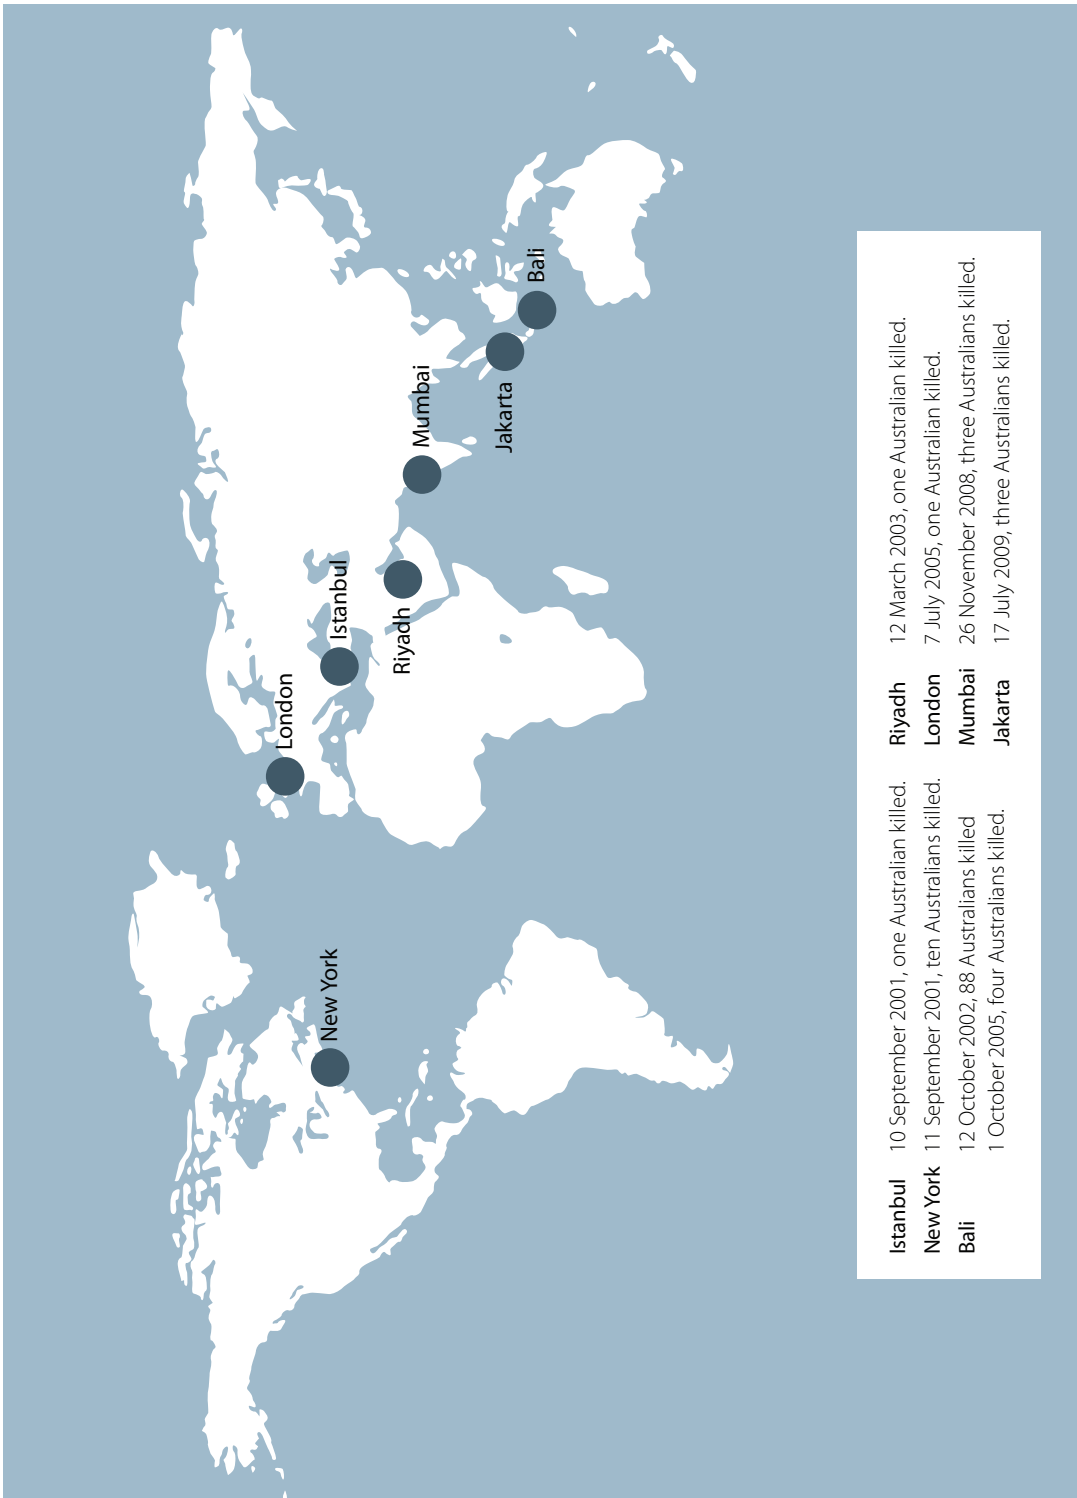 London
Istanbul
New York
Riyadh
Mumbai
Jakarta
Bali
Istanbul 10 September 2001, one Australian killed.
New York 11 September 2001, ten Australians killed.
Bali 12 October 2002, 88 Australians killed
1 October 2005, four Australians killed.
Riyadh 12 March 2003, one Australian killed.
London 7 July 2005, one Australian killed.
Mumbai 26 November 2008, three Australians killed.
Jakarta 17 July 2009, three Australians killed.